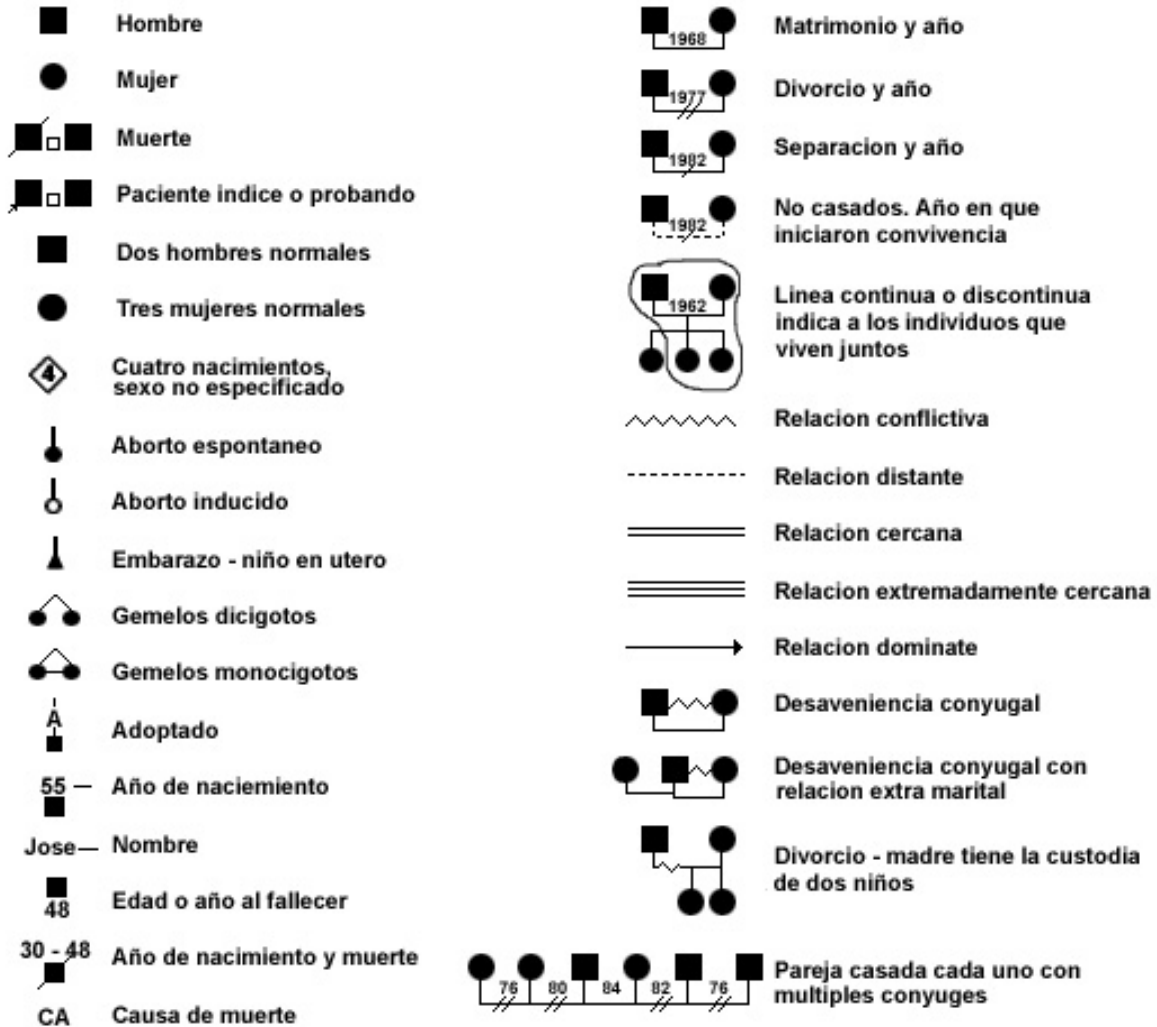 Hombre
Mujer
Muerte
Paciente indice o probando
Dos hombres normales
Tres mujeres normales
4
Cuatro nacimientos,
sexo no especificado
Aborto espontaneo
Aborto inducido
Embarazo - niño en utero
Gemelos dicigotos
Gemelos monocigotos
A
Adoptado
55
Año de naciemiento
Jose
Nombre
48
Edad o año al fallecer
30 - 48
Año de nacimiento y muerte
CA
Causa de muerte
1968
Matrimonio y año
1977
Divorcio y año
1982
Separacion y año
1982
No casados. Año en que
iniciaron convivencia
1962
Linea continua o discontinua
indica a los individuos que
viven juntos
Relacion conflictiva
Relacion distante
Relacion cercana
Relacion extremadamente cercana
Relacion dominate
Desaveniencia conyugal
Desaveniencia conyugal con
relacion extra marital
Divorcio - madre tiene la custodia
de dos niños
76 80 84 82 76
Pareja casada cada uno con
multiples conyuges